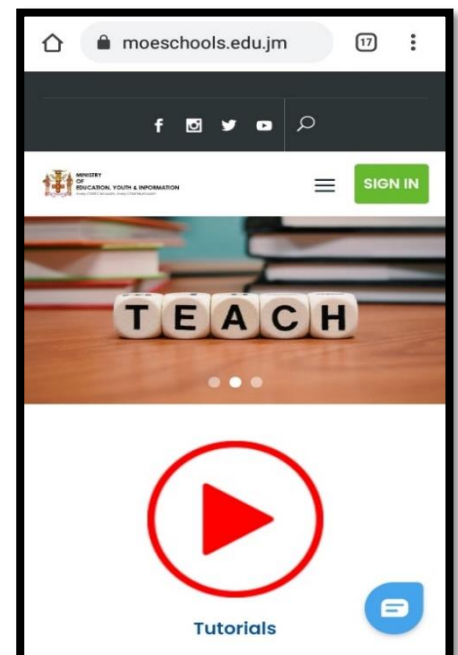 moeschools.edu.jm
17
MINISTRY
OF
EDUCATION, YOUTH & INFORMATION
SIGN IN
TEACH
Tutorials